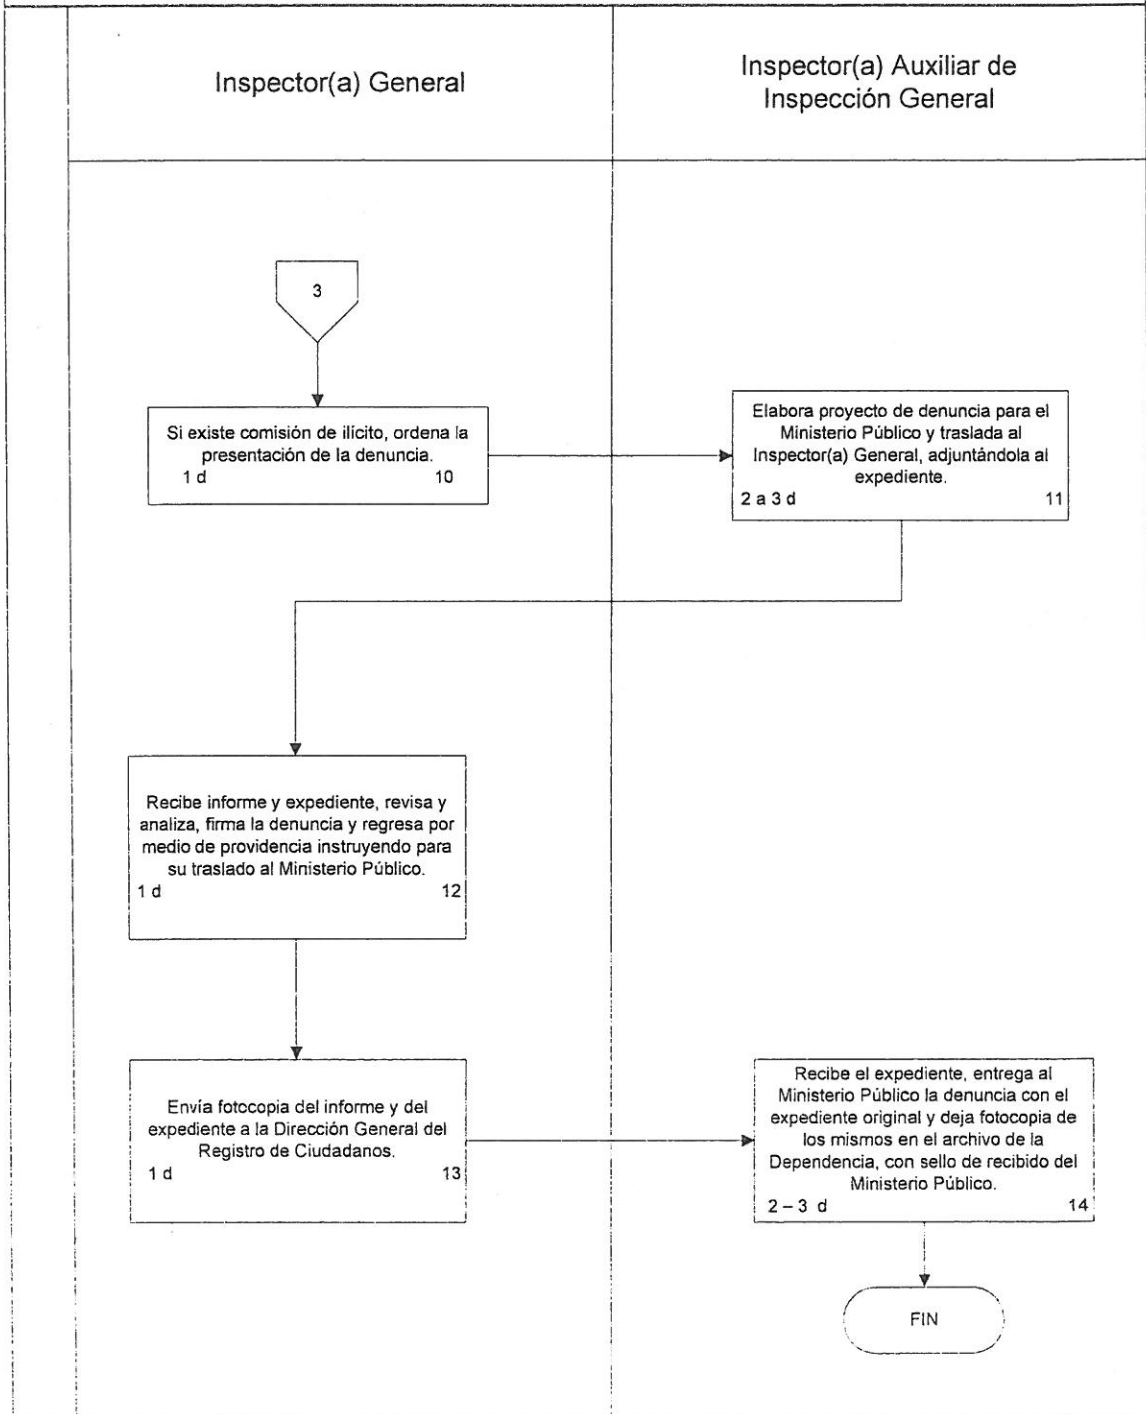 Inspector(a) General
Inspector(a) Auxiliar de
Inspección General
3
Si existe comisión de ilícito, ordena la
presentación de la denuncia.
1 d 10
Elabora proyecto de denuncia para el
Ministerio Público y traslada al
Inspector(a) General, adjuntándola al
expediente.
2 a 3 d 11
Recibe informe y expediente, revisa y
analiza, firma la denuncia y regresa por
medio de providencia instruyendo para
su traslado al Ministerio Público.
1 d 12
Envía fotocopia del informe y del
expediente a la Dirección General del
Registro de Ciudadanos.
1 d 13
Recibe el expediente, entrega al
Ministerio Público la denuncia con el
expediente original y deja fotocopia de
los mismos en el archivo de la
Dependencia, con sello de recibido del
Ministerio Público.
2 – 3 d 14
FIN